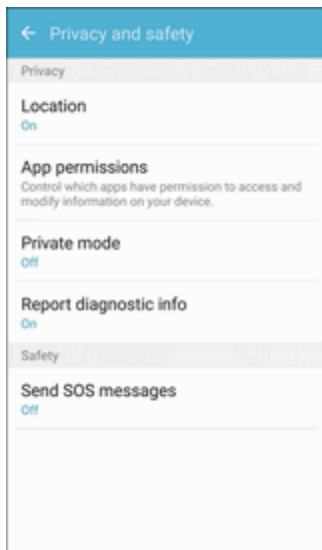 Privacy and safety
Privacy
Location
On
App permissions
Control which apps have permission to access and
modify information on your device.
Private mode
Off
Report diagnostic info
On
Safety
Send SOS messages
Off